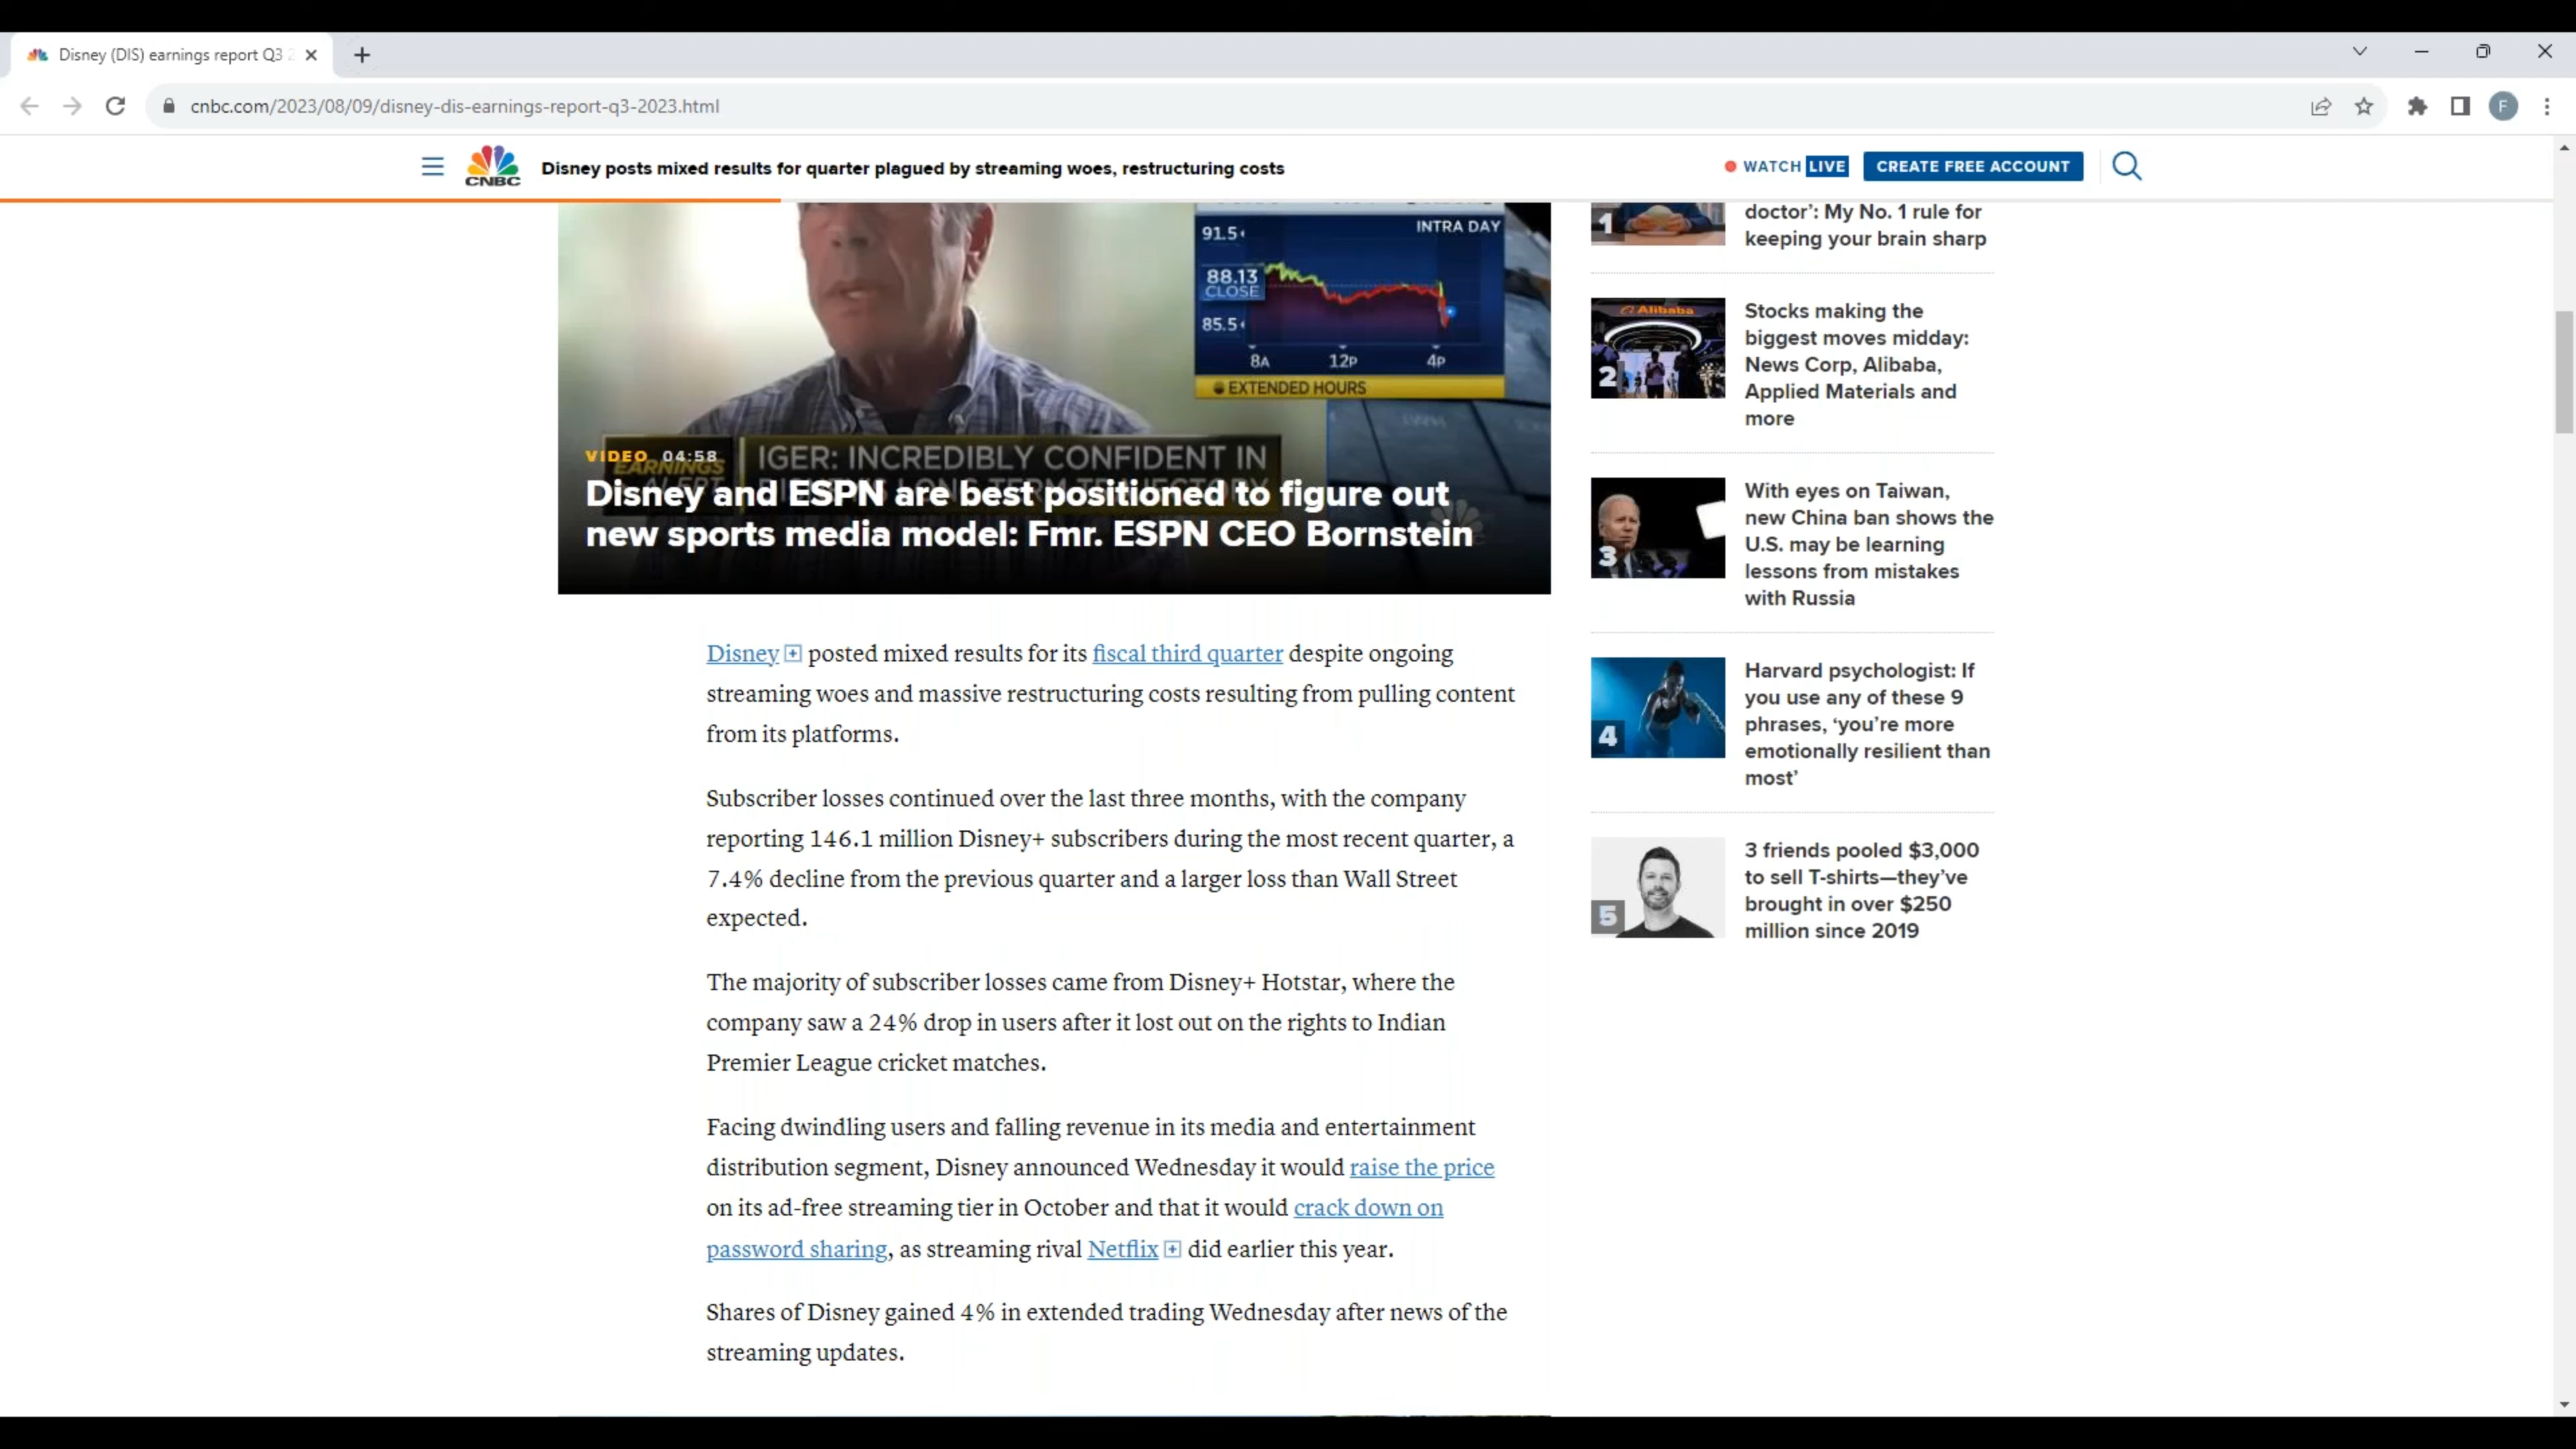 Disney (DIS) earnings report Q3 2
cnbc.com/2023/08/09/disney-dis-earnings-report-q3-2023.html
CNBC
Disney posts mixed results for quarter plagued by streaming woes, restructuring costs
WATCH LIVE
CREATE FREE ACCOUNT
F
91.5
INTRA DAY
88.13
CLOSE
85.5
8A 12P 4P
EXTENDED HOURS
VIDEO 04:58
EARNINGS
ALERT
IGER: INCREDIBLY CONFIDENT IN
Disney and ESPN are best positioned to figure out
new sports media model: Fmr. ESPN CEO Bornstein
Disney posted mixed results for its fiscal third quarter despite ongoing
streaming woes and massive restructuring costs resulting from pulling content
from its platforms.
Subscriber losses continued over the last three months, with the company
reporting 146.1 million Disney+ subscribers during the most recent quarter, a
7.4% decline from the previous quarter and a larger loss than Wall Street
expected.
The majority of subscriber losses came from Disney+ Hotstar, where the
company saw a 24% drop in users after it lost out on the rights to Indian
Premier League cricket matches.
Facing dwindling users and falling revenue in its media and entertainment
distribution segment, Disney announced Wednesday it would raise the price
on its ad-free streaming tier in October and that it would crack down on
password sharing, as streaming rival Netflix did earlier this year.
Shares of Disney gained 4% in extended trading Wednesday after news of the
streaming updates.
1
doctor’: My No. 1 rule for
keeping your brain sharp
Alibaba
2
Stocks making the
biggest moves midday:
News Corp, Alibaba,
Applied Materials and
more
3
With eyes on Taiwan,
new China ban shows the
U.S. may be learning
lessons from mistakes
with Russia
4
Harvard psychologist: If
you use any of these 9
phrases, ‘you’re more
emotionally resilient than
most’
5
3 friends pooled $3,000
to sell T-shirts—they’ve
brought in over $250
million since 2019